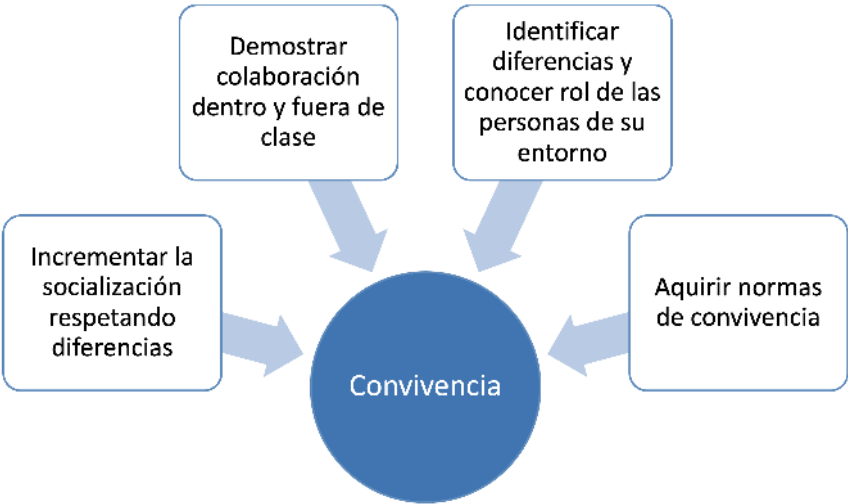 Incrementar la
socialización
respetando
diferencias
Demostrar
colaboración
dentro y fuera de
clase
Identificar
diferencias y
conocer rol de las
personas de su
entorno
Aquirir normas
de convivencia
Convivencia